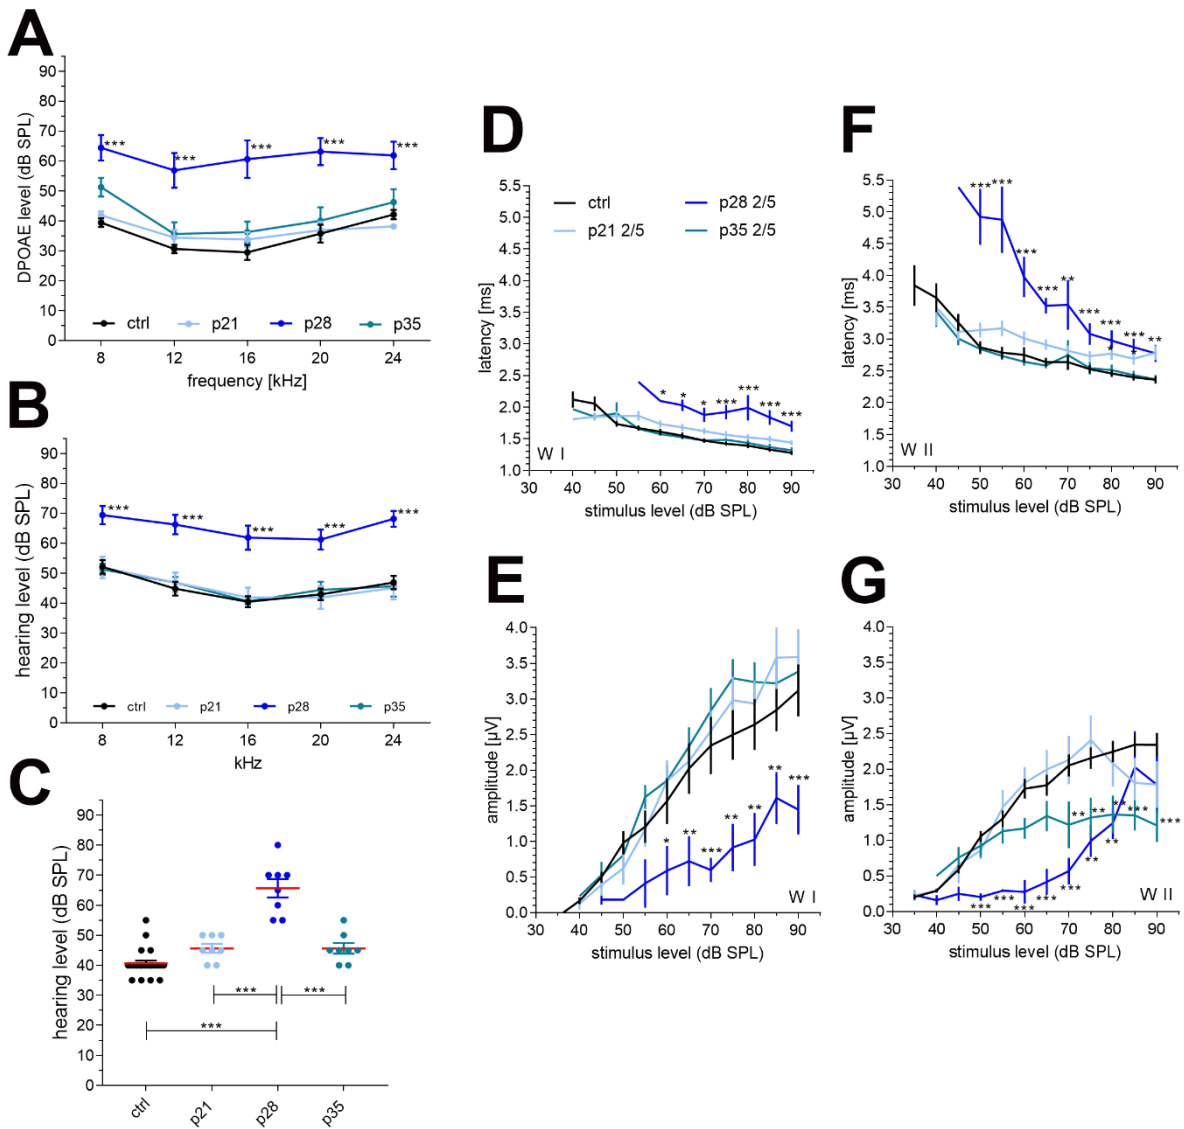 A
DPOAE level (dB SPL)
90
80
70
60
50
40
30
20
10
0
*** *** *** *** ***
ctrl p21 p28 p35
8 12 16 20 24
frequency [kHz]
B
hearing level (dB SPL)
90
80
70
60
50
40
30
20
10
0
*** *** *** *** ***
ctrl p21 p28 p35
8 12 16 20 24
kHz
C
hearing level (dB SPL)
90
80
70
60
50
40
30
20
10
0
*** ***
***
ctrl p21 p28 p35
D
latency [ms]
5.5
5.0
4.5
4.0
3.5
3.0
2.5
2.0
1.5
1.0
ctrl p28 2/5
p21 2/5 p35 2/5
* * * *** *** *** ***
W I
30 40 50 60 70 80 90
stimulus level (dB SPL)
E
amplitude [µV]
4.0
3.5
3.0
2.5
2.0
1.5
1.0
0.5
0.0
* ** *** ** ** ** ***
W I
30 40 50 60 70 80 90
stimulus level (dB SPL)
F
latency [ms]
5.5
5.0
4.5
4.0
3.5
3.0
2.5
2.0
1.5
1.0
*** *** *** *** ** *** *** *** **
* *
W II
30 40 50 60 70 80 90
stimulus level (dB SPL)
G
amplitude [µV]
4.0
3.5
3.0
2.5
2.0
1.5
1.0
0.5
0.0
** ** ** *** ***
*** *** *** *** *** ** **
W II
30 40 50 60 70 80 90
stimulus level (dB SPL)